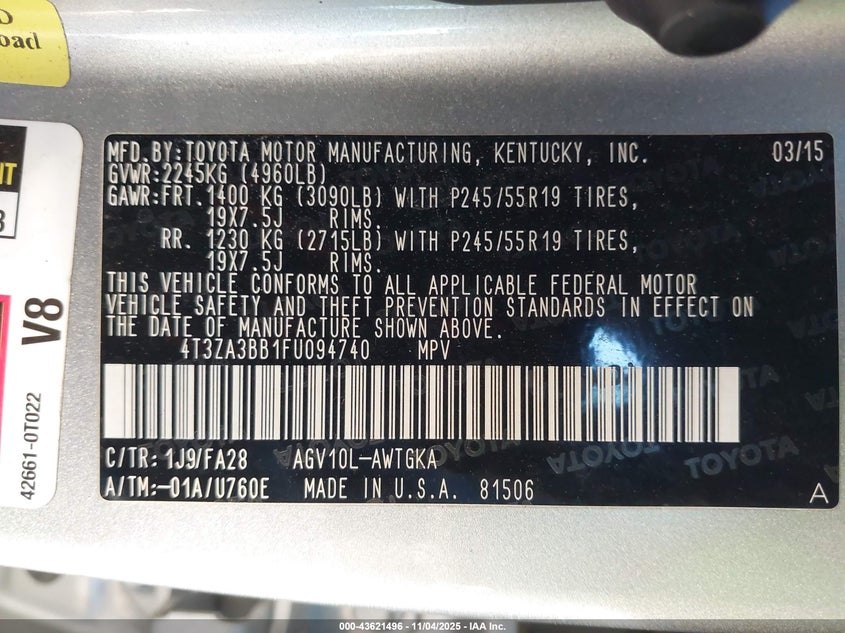 D
oad
NT
3
V8
42661-0T022
MFD.BY:TOYOTA MOTOR MANUFACTURING, KENTUCKY, INC. 03/15
GVWR:2245KG (4960LB)
GAWR:FRT.1400 KG (3090LB) WITH P245/55R19 TIRES,
19X7.5J RIMS.
RR. 1230 KG (2715LB) WITH P245/55R19 TIRES,
19X7.5J RIMS.
THIS VEHICLE CONFORMS TO ALL APPLICABLE FEDERAL MOTOR
VEHICLE SAFETY AND THEFT PREVENTION STANDARDS IN EFFECT ON
THE DATE OF MANUFACTURE SHOWN ABOVE.
4T3ZA3BB1FU094740 MPV
C/TR: 1J9/FA28 AGV10L-AWTGKA
A/TM:-01A/U760E MADE IN U.S.A. 81506
A
TOYOTA
000-43621496 - 11/04/2025 - IAA Inc.